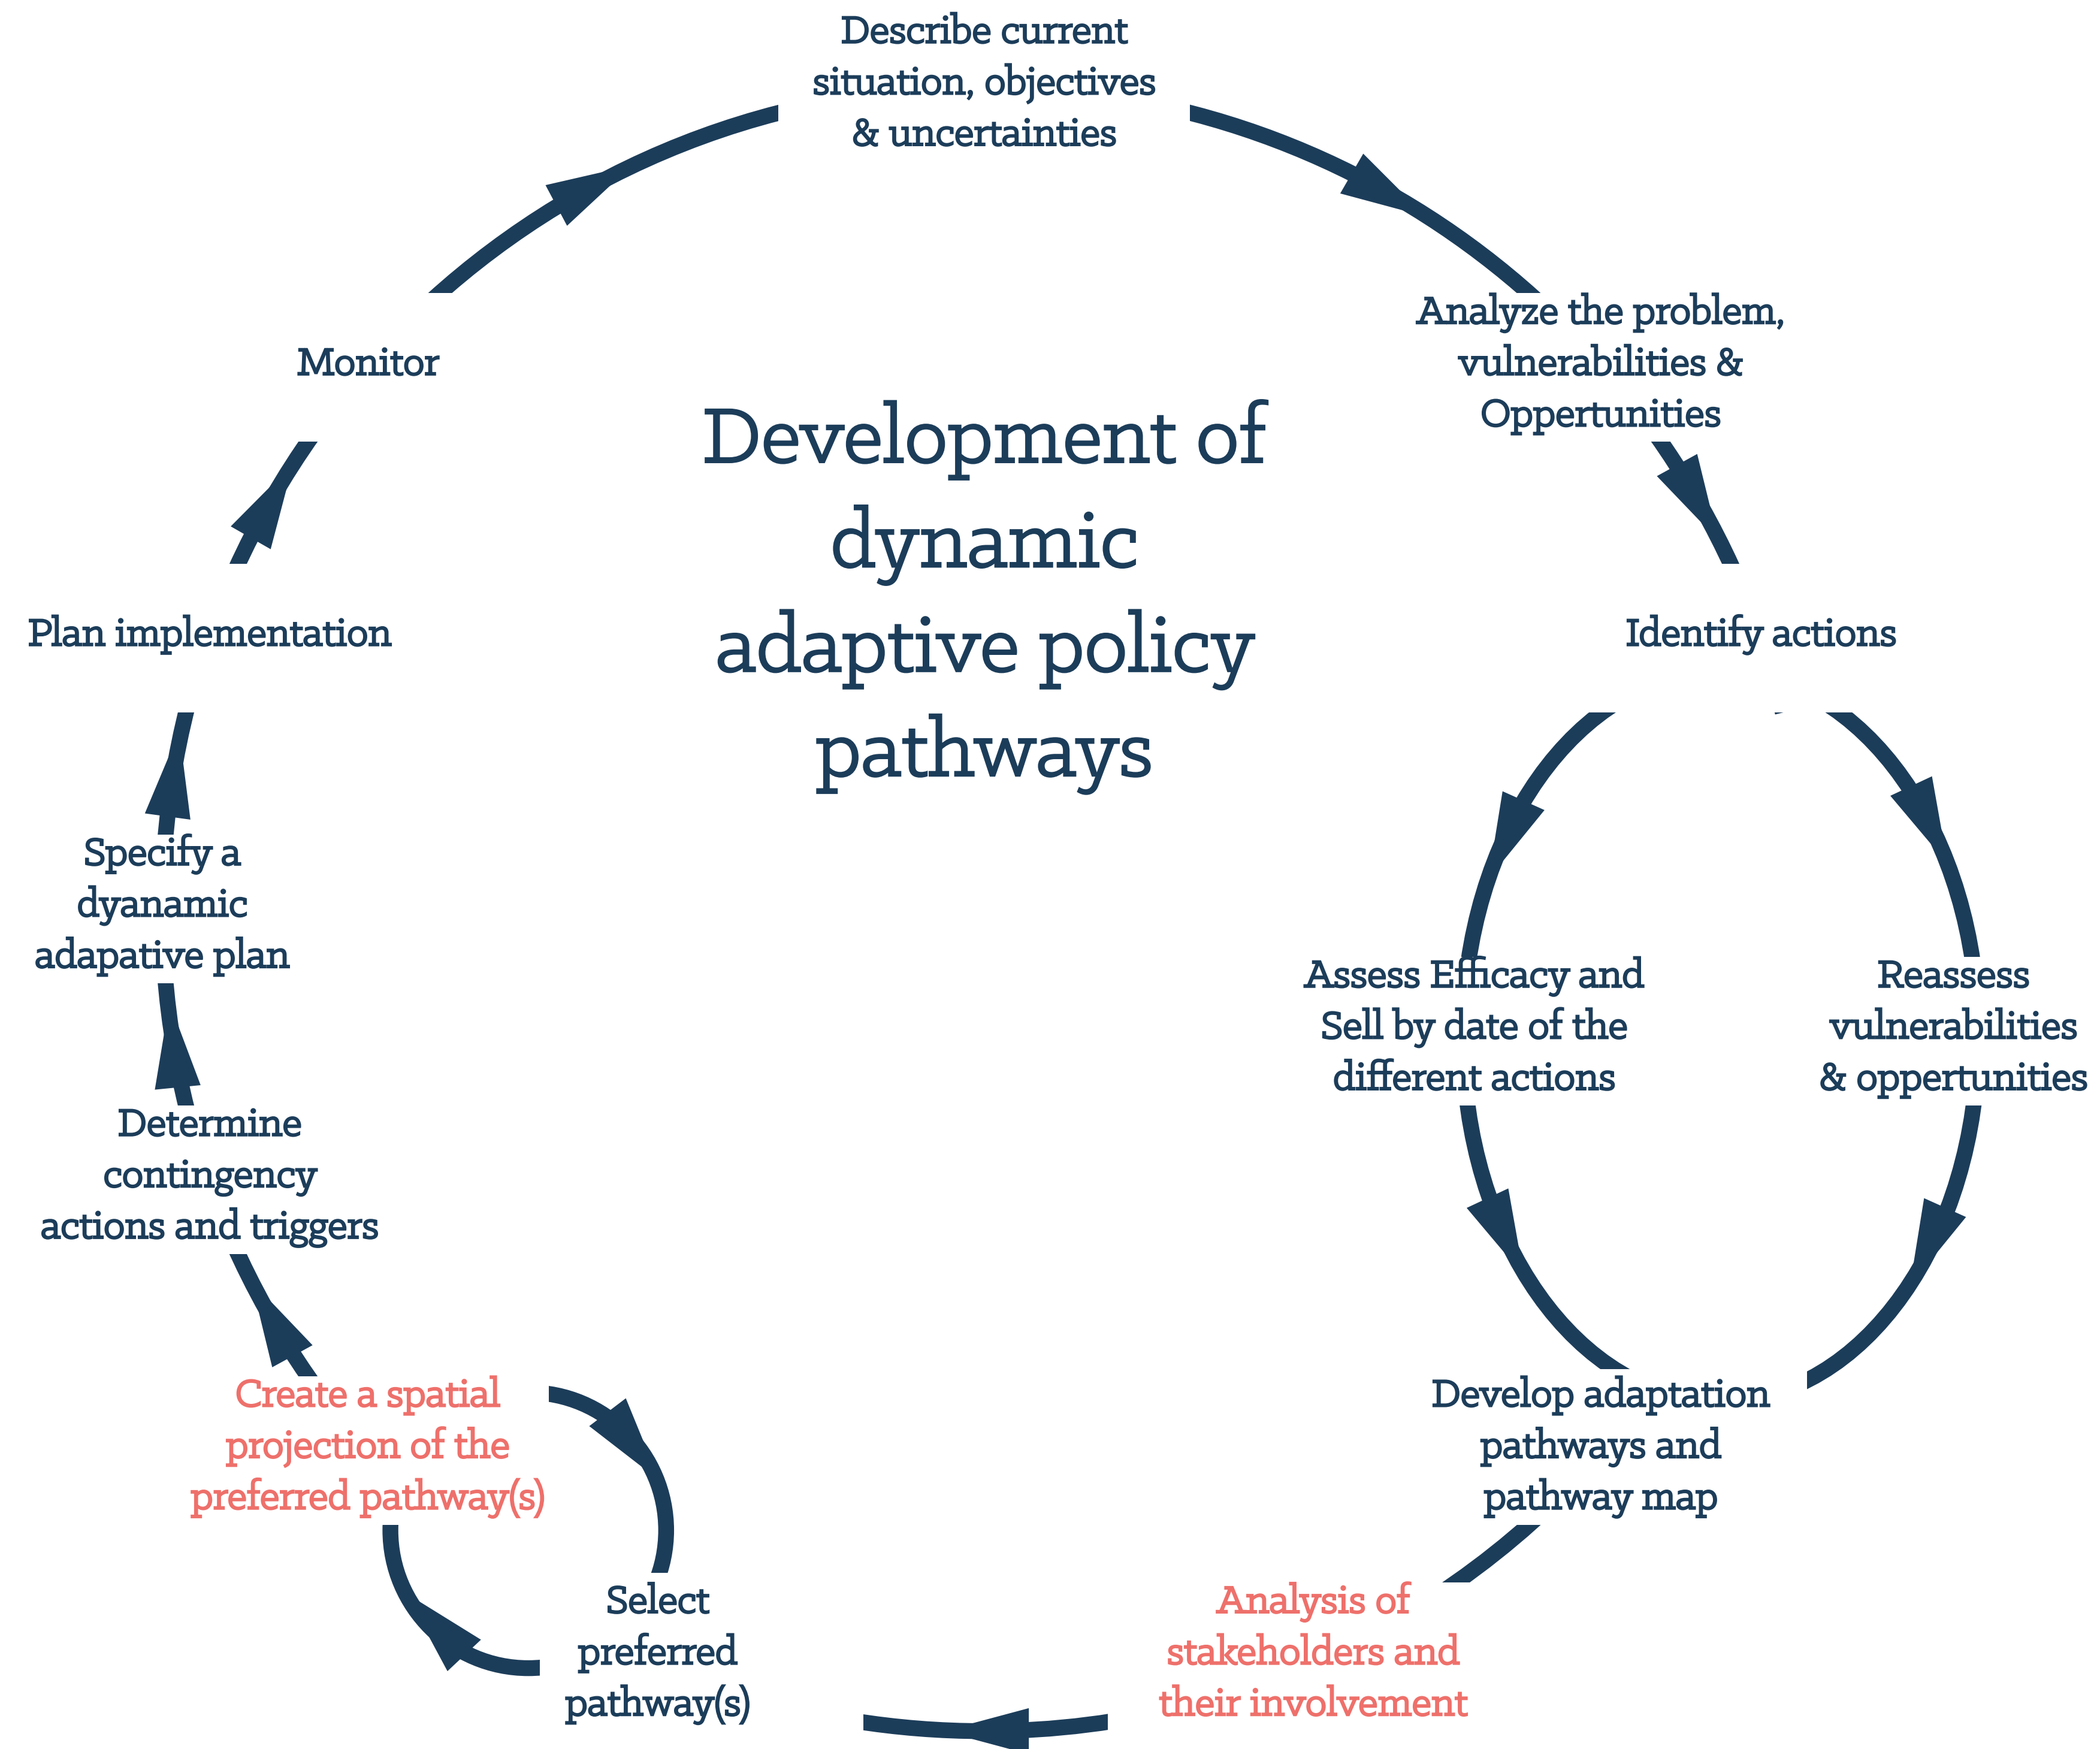 Describe current
situation, objectives
& uncertainties
Analyze the problem,
vulnerabilities &
Oppertunities
Monitor
Development of
dynamic
adaptive policy
pathways
Identify actions
Plan implementation
Specify a
dyanamic
adapative plan
Assess Efficacy and
Sell by date of the
different actions
Reassess
vulnerabilities
& oppertunities
Determine
contingency
actions and triggers
Create a spatial
projection of the
preferred pathway(s)
Develop adaptation
pathways and
pathway map
Select
preferred
pathway(s)
Analysis of
stakeholders and
their involvement